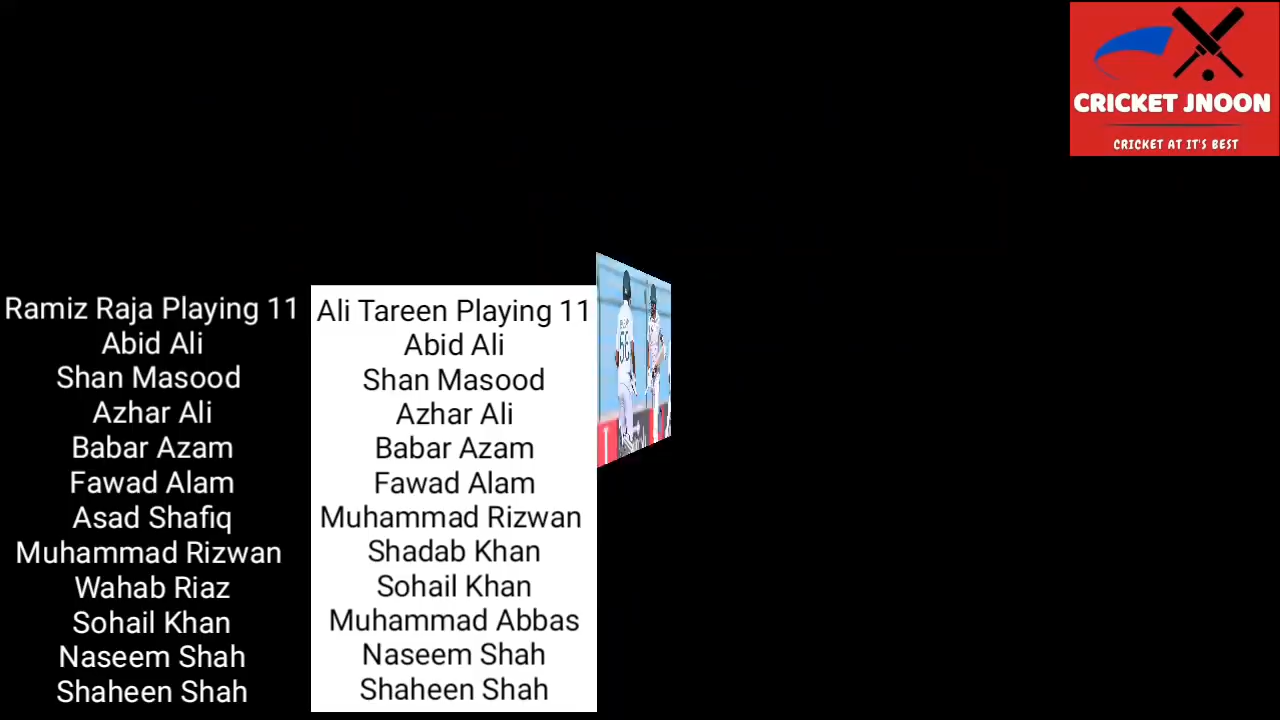 CRICKET JNOON
CRICKET AT IT'S BEST
Ramiz Raja Playing 11
Abid Ali
Shan Masood
Azhar Ali
Babar Azam
Fawad Alam
Asad Shafiq
Muhammad Rizwan
Wahab Riaz
Sohail Khan
Naseem Shah
Shaheen Shah
Ali Tareen Playing 11
Abid Ali
Shan Masood
Azhar Ali
Babar Azam
Fawad Alam
Muhammad Rizwan
Shadab Khan
Sohail Khan
Muhammad Abbas
Naseem Shah
Shaheen Shah
56